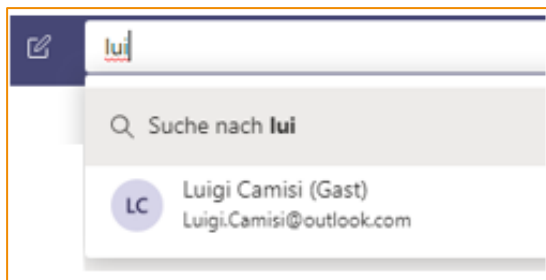 lui
Suche nach lui
LC
Luigi Camisi (Gast)
Luigi.Camisi@outlook.com